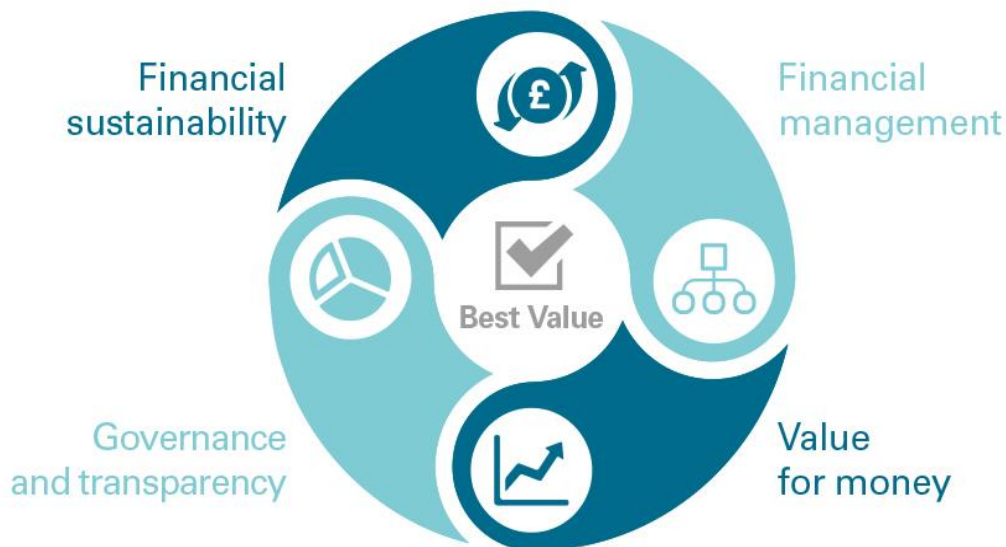 Financial
sustainability
£
Financial
management
Best Value
Governance
and transparency
Value
for money